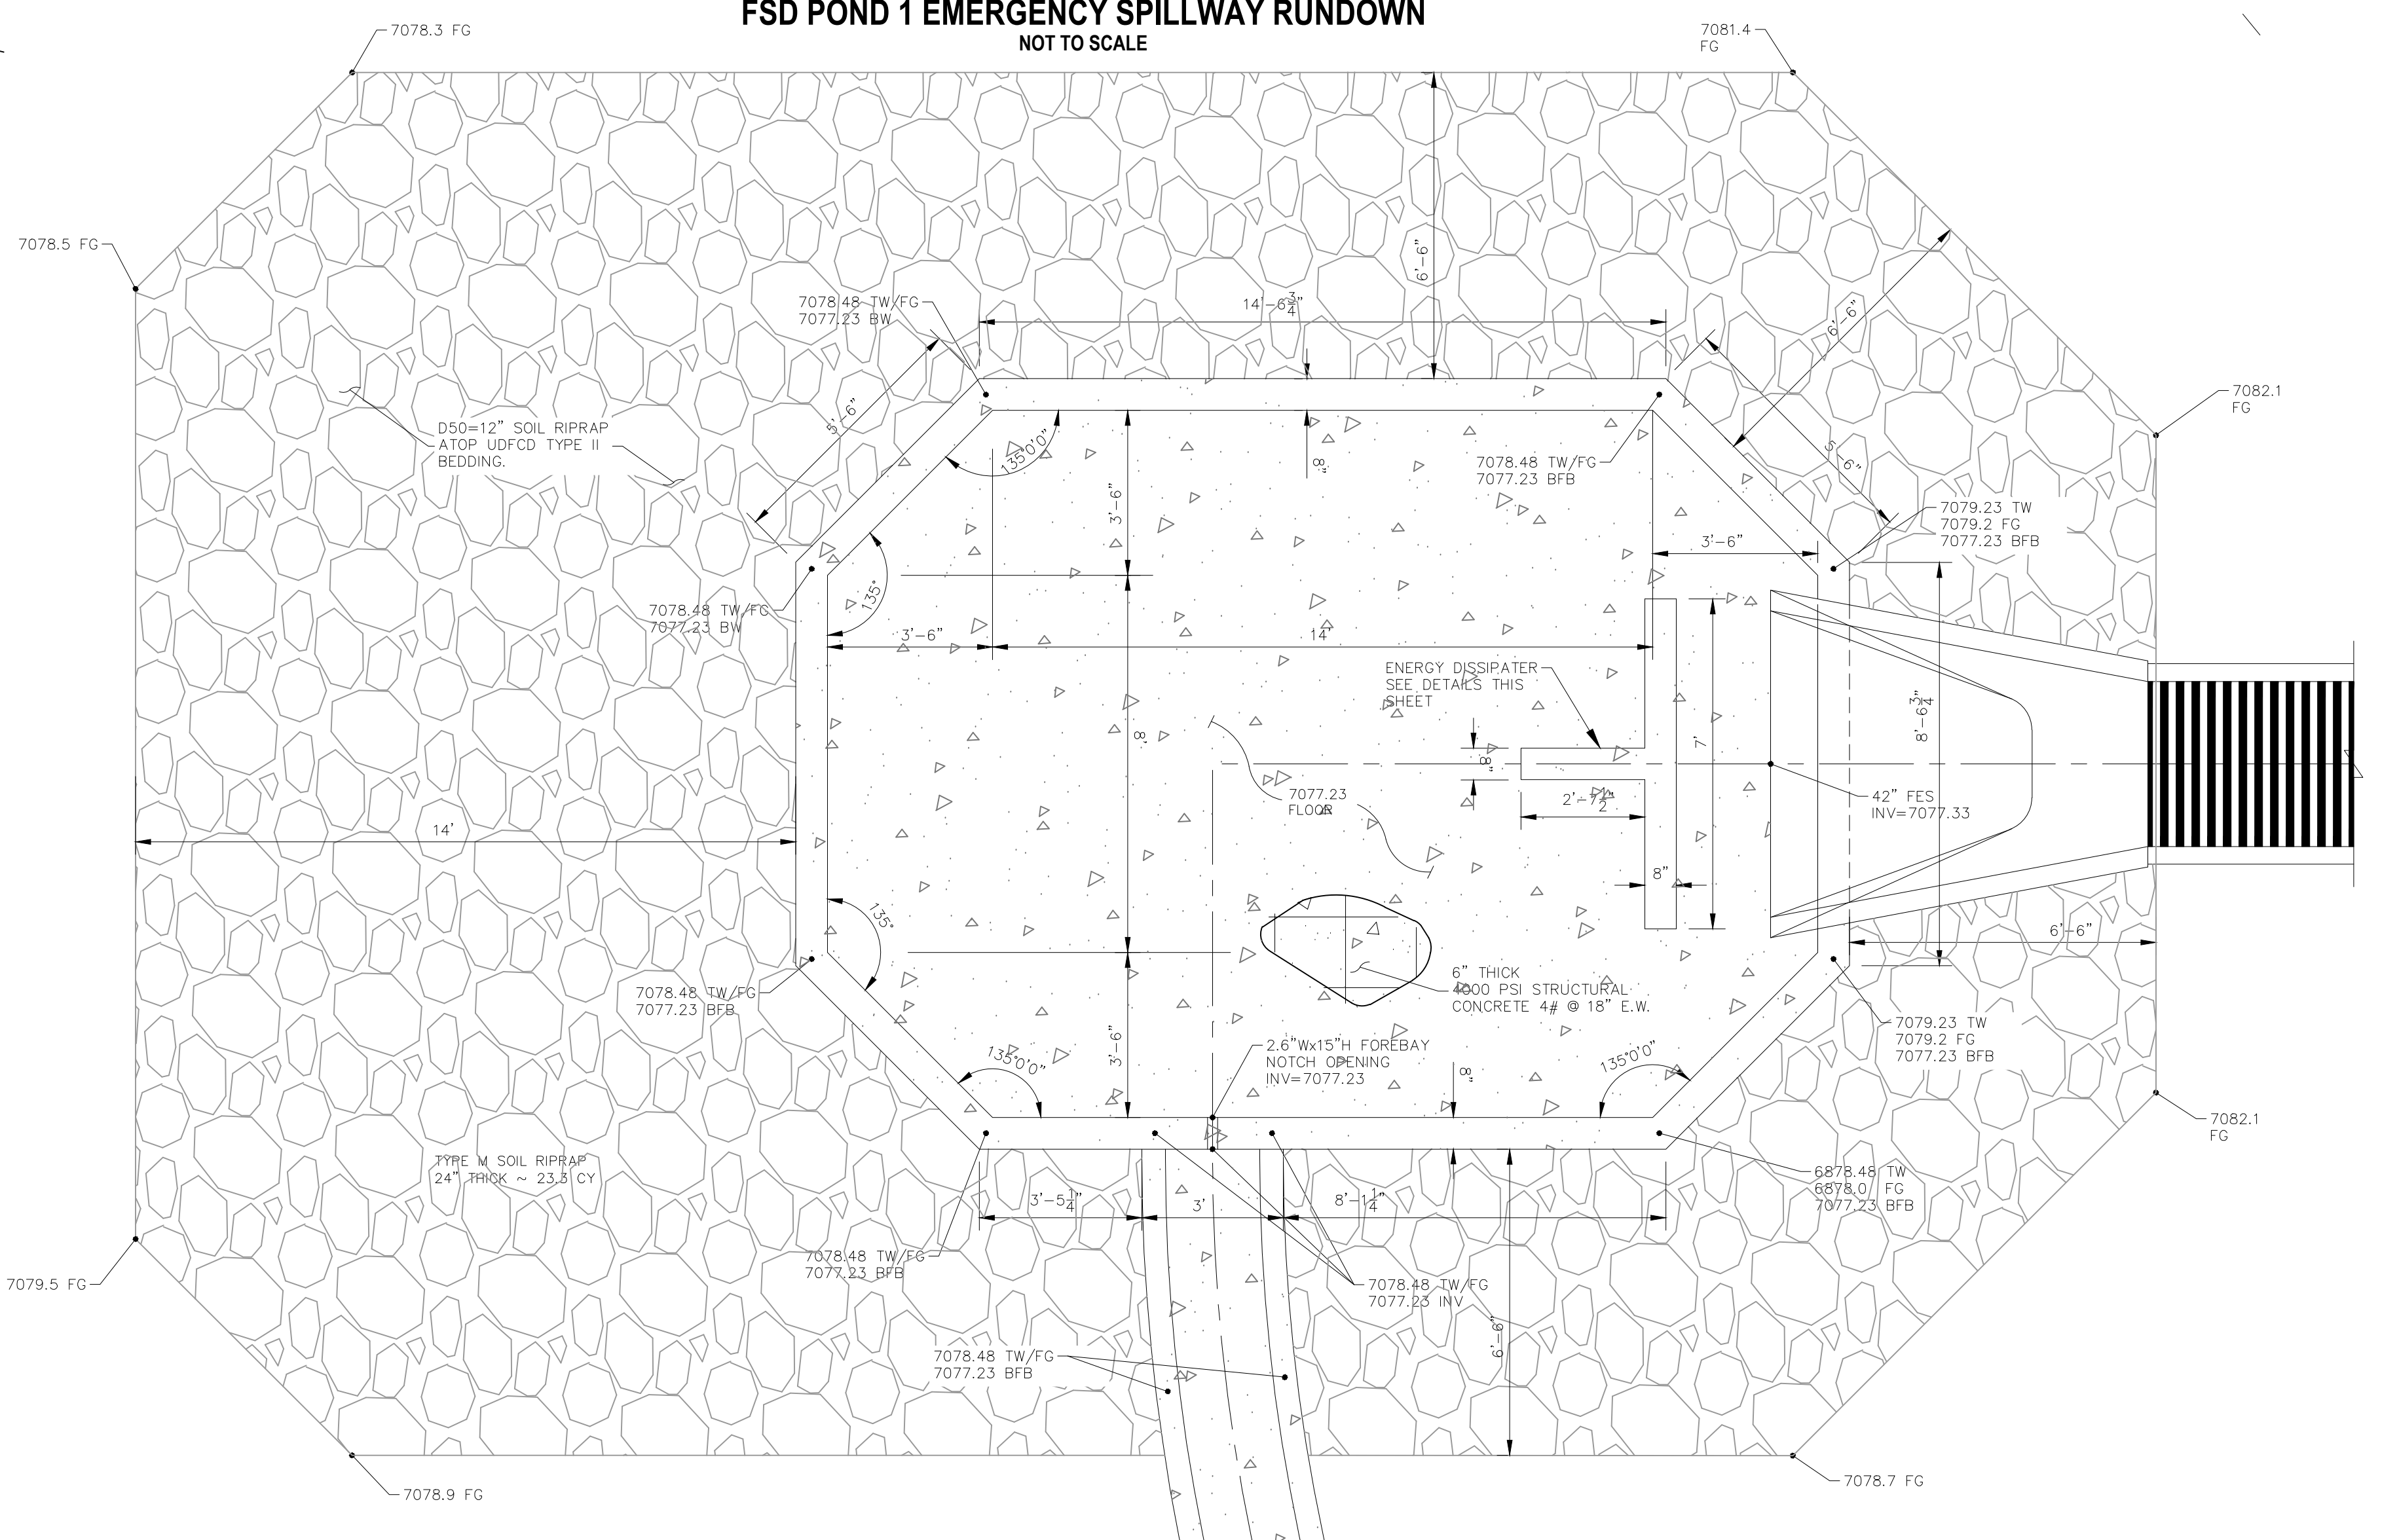 FSD POND 1 EMERGENCY SPILLWAY RUNDOWN
NOT TO SCALE
7078.3 FG
7081.4
FG
7078.5 FG
6'-6"
7078.48 TW/FG
7077.23 BW
14'-6 3/4"
6'-6"
5'-6"
5'-6"
7082.1
FG
D50=12" SOIL RIPRAP
ATOP UDFCD TYPE II
BEDDING.
135°0'0"
8"
7078.48 TW/FG
7077.23 BFB
3'-6"
7079.23 TW
7079.2 FG
7077.23 BFB
3'-6"
135°
7078.48 TW/FG
7077.23 BW
3'-6"
14'
ENERGY DISSIPATER
SEE DETAILS THIS
SHEET
8'-6 3/4"
8'
7'
8"
7077.23
FLOOR
2'-7 1/2"
42" FES
INV=7077.33
14'
8"
135°
6'-6"
6" THICK
4000 PSI STRUCTURAL
CONCRETE 4# @ 18" E.W.
7078.48 TW/FG
7077.23 BFB
7079.23 TW
7079.2 FG
7077.23 BFB
3'-6"
135°0'0"
2.6"Wx15"H FOREBAY
NOTCH OPENING
INV=7077.23
8"
135°0'0"
7082.1
FG
TYPE M SOIL RIPRAP
24" THICK ~ 23.3 CY
6878.48 TW
6878.0 FG
7077.23 BFB
3'-5 1/4"
3'
8'-1 1/4"
7078.48 TW/FG
7077.23 BFB
7079.5 FG
7078.48 TW/FG
7077.23 INV
6'-6"
7078.48 TW/FG
7077.23 BFB
7078.9 FG
7078.7 FG